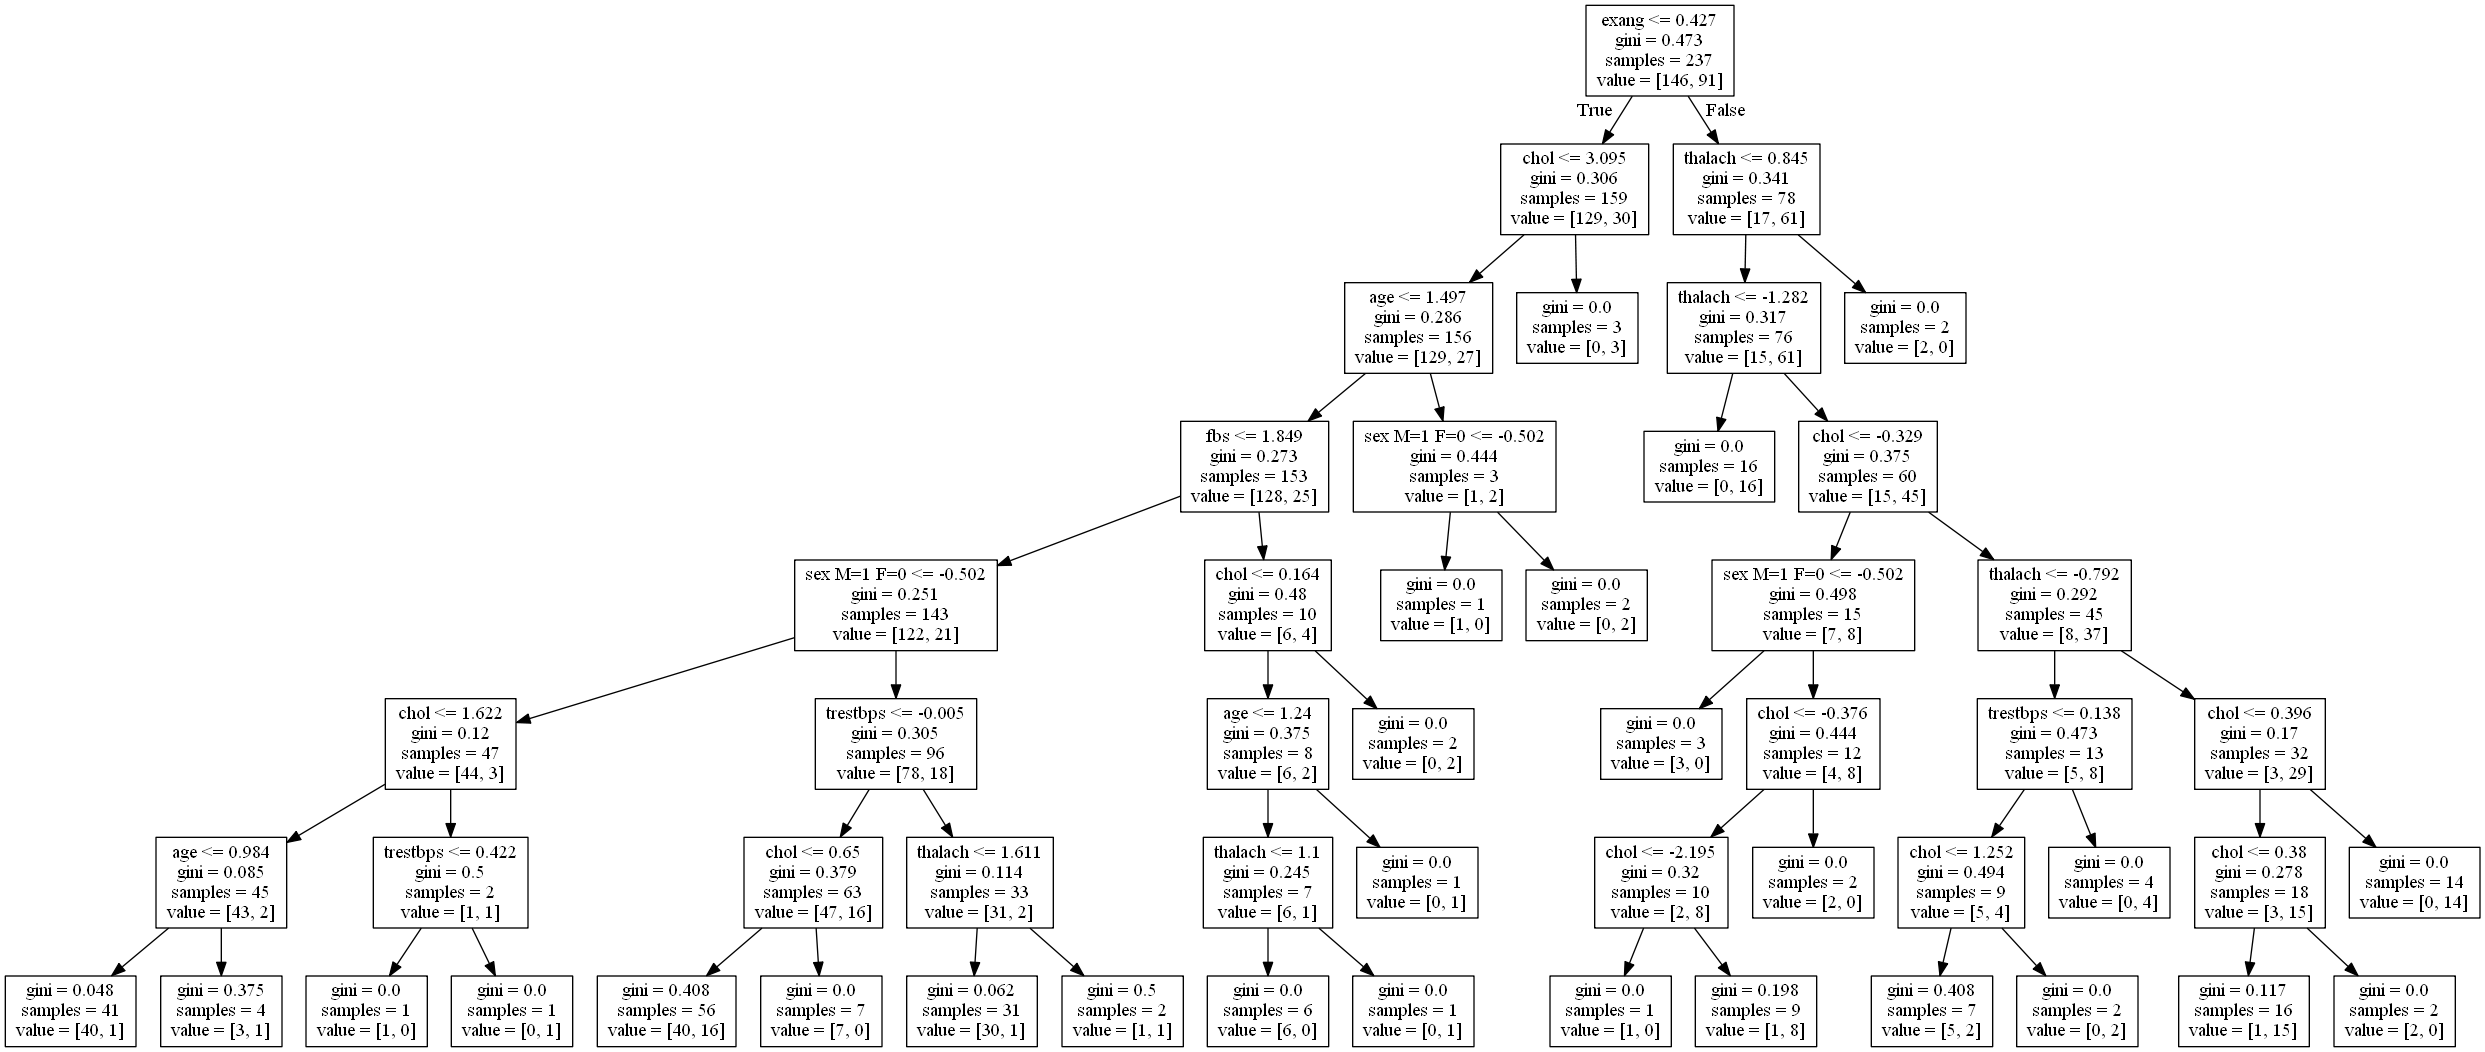 exang <= 0.427
gini = 0.473
samples = 237
value = [146, 91]
True
False
chol <= 3.095
gini = 0.306
samples = 159
value = [129, 30]
thalach <= 0.845
gini = 0.341
samples = 78
value = [17, 61]
age <= 1.497
gini = 0.286
samples = 156
value = [129, 27]
gini = 0.0
samples = 3
value = [0, 3]
thalach <= -1.282
gini = 0.317
samples = 76
value = [15, 61]
gini = 0.0
samples = 2
value = [2, 0]
fbs <= 1.849
gini = 0.273
samples = 153
value = [128, 25]
sex M=1 F=0 <= -0.502
gini = 0.444
samples = 3
value = [1, 2]
gini = 0.0
samples = 16
value = [0, 16]
chol <= -0.329
gini = 0.375
samples = 60
value = [15, 45]
sex M=1 F=0 <= -0.502
gini = 0.251
samples = 143
value = [122, 21]
chol <= 0.164
gini = 0.48
samples = 10
value = [6, 4]
gini = 0.0
samples = 1
value = [1, 0]
gini = 0.0
samples = 2
value = [0, 2]
sex M=1 F=0 <= -0.502
gini = 0.498
samples = 15
value = [7, 8]
thalach <= -0.792
gini = 0.292
samples = 45
value = [8, 37]
chol <= 1.622
gini = 0.12
samples = 47
value = [44, 3]
trestbps <= -0.005
gini = 0.305
samples = 96
value = [78, 18]
age <= 1.24
gini = 0.375
samples = 8
value = [6, 2]
gini = 0.0
samples = 2
value = [0, 2]
gini = 0.0
samples = 3
value = [3, 0]
chol <= -0.376
gini = 0.444
samples = 12
value = [4, 8]
trestbps <= 0.138
gini = 0.473
samples = 13
value = [5, 8]
chol <= 0.396
gini = 0.17
samples = 32
value = [3, 29]
age <= 0.984
gini = 0.085
samples = 45
value = [43, 2]
trestbps <= 0.422
gini = 0.5
samples = 2
value = [1, 1]
chol <= 0.65
gini = 0.379
samples = 63
value = [47, 16]
thalach <= 1.611
gini = 0.114
samples = 33
value = [31, 2]
thalach <= 1.1
gini = 0.245
samples = 7
value = [6, 1]
gini = 0.0
samples = 1
value = [0, 1]
chol <= -2.195
gini = 0.32
samples = 10
value = [2, 8]
gini = 0.0
samples = 2
value = [2, 0]
chol <= 1.252
gini = 0.494
samples = 9
value = [5, 4]
gini = 0.0
samples = 4
value = [0, 4]
chol <= 0.38
gini = 0.278
samples = 18
value = [3, 15]
gini = 0.0
samples = 14
value = [0, 14]
gini = 0.048
samples = 41
value = [40, 1]
gini = 0.375
samples = 4
value = [3, 1]
gini = 0.0
samples = 1
value = [1, 0]
gini = 0.0
samples = 1
value = [0, 1]
gini = 0.408
samples = 56
value = [40, 16]
gini = 0.0
samples = 7
value = [7, 0]
gini = 0.062
samples = 31
value = [30, 1]
gini = 0.5
samples = 2
value = [1, 1]
gini = 0.0
samples = 6
value = [6, 0]
gini = 0.0
samples = 1
value = [0, 1]
gini = 0.0
samples = 1
value = [1, 0]
gini = 0.198
samples = 9
value = [1, 8]
gini = 0.408
samples = 7
value = [5, 2]
gini = 0.0
samples = 2
value = [0, 2]
gini = 0.117
samples = 16
value = [1, 15]
gini = 0.0
samples = 2
value = [2, 0]